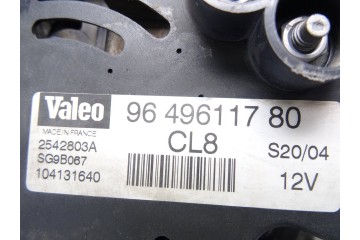 Valeo 96 496117 80
MADE IN FRANCE CL8
2542803A S20/04
SG9B067
104131640 12V